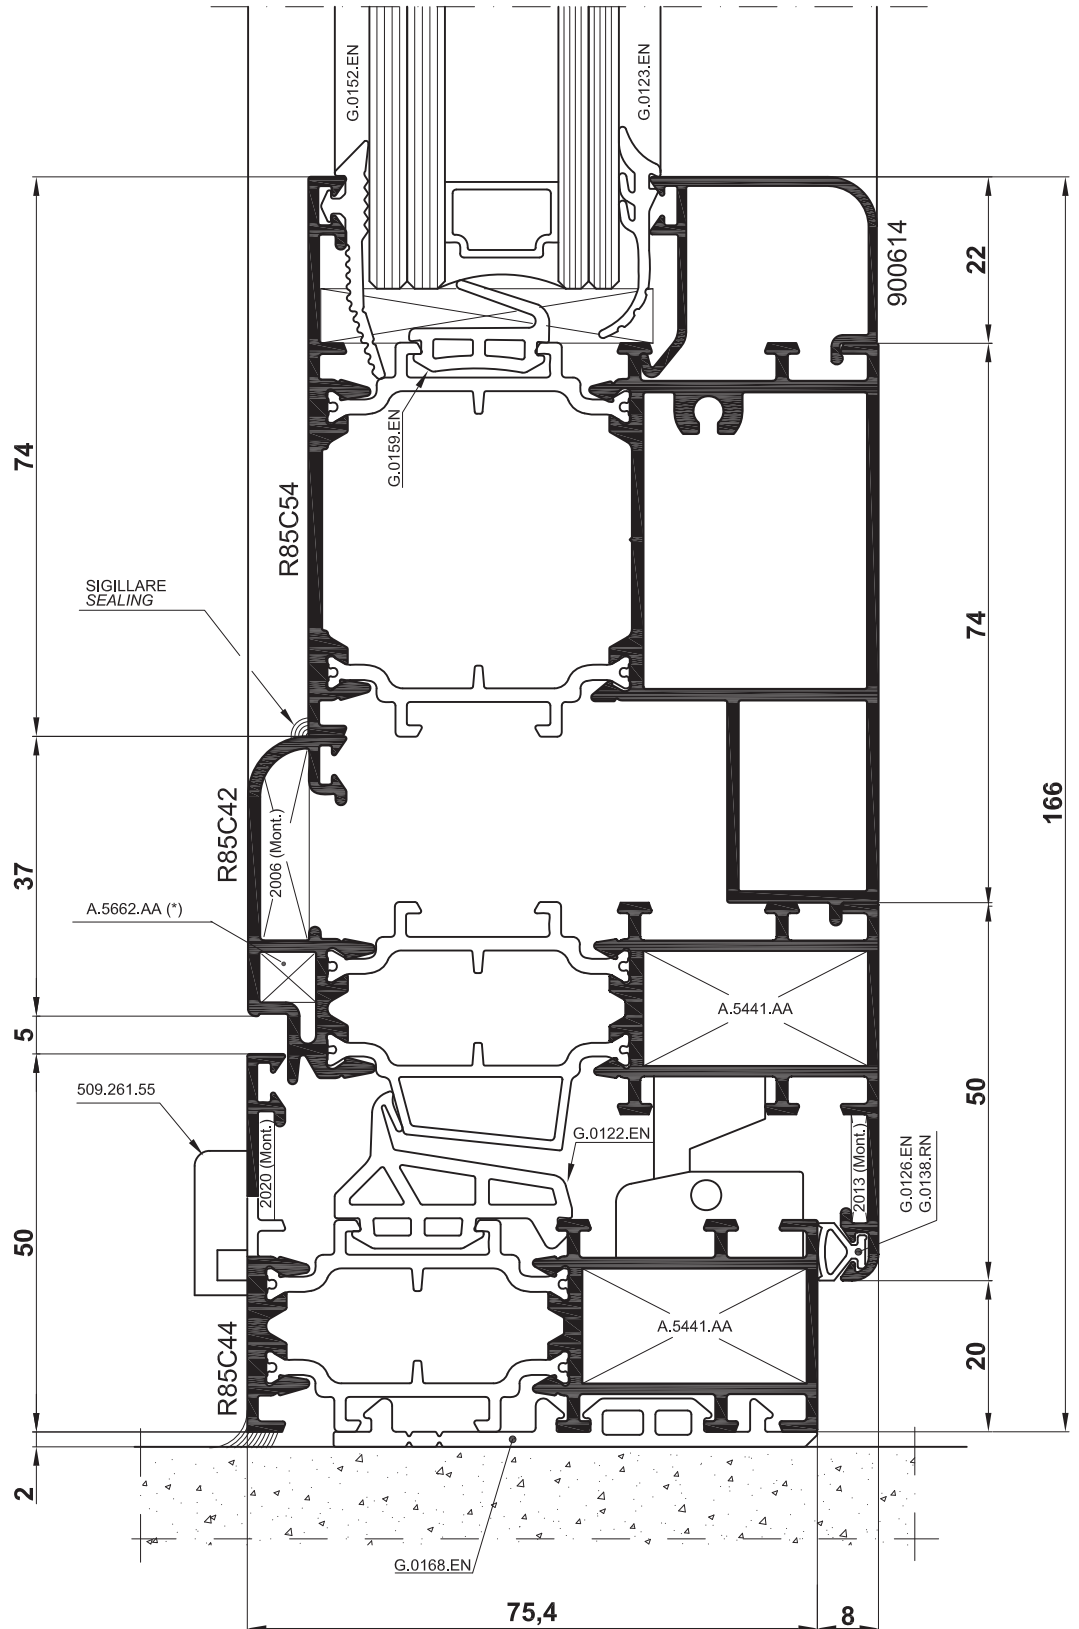 G.0152.EN
G.0123.EN
900614
22
G.0159.EN
74
R85C54
SIGILLARE
SEALING
74
166
R85C42
2006 (Mont.)
37
A.5662.AA (*)
A.5441.AA
5
509.261.55
2020 (Mont.)
G.0122.EN
2013 (Mont.)
G.0126.EN
G.0138.RN
50
50
A.5441.AA
R85C44
20
2
G.0168.EN
75,4
8